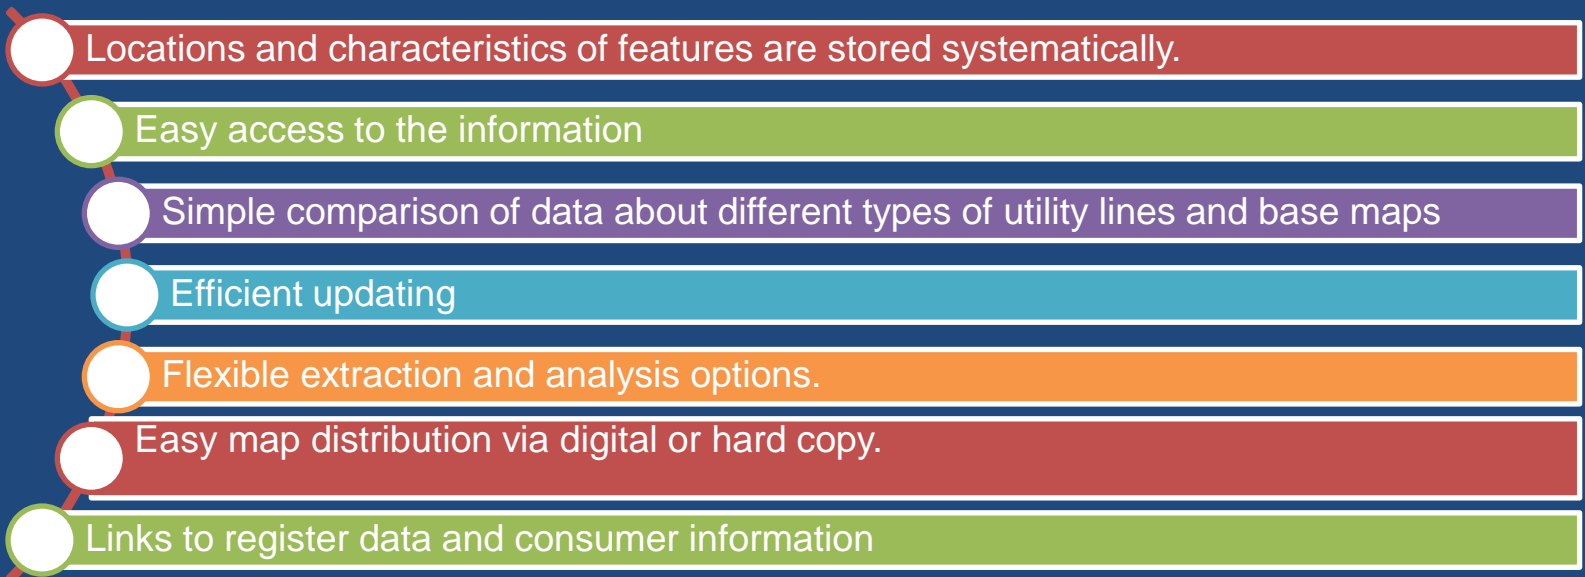 Locations and characteristics of features are stored systematically.
Easy access to the information
Simple comparison of data about different types of utility lines and base maps
Efficient updating
Flexible extraction and analysis options.
Easy map distribution via digital or hard copy.
Links to register data and consumer information